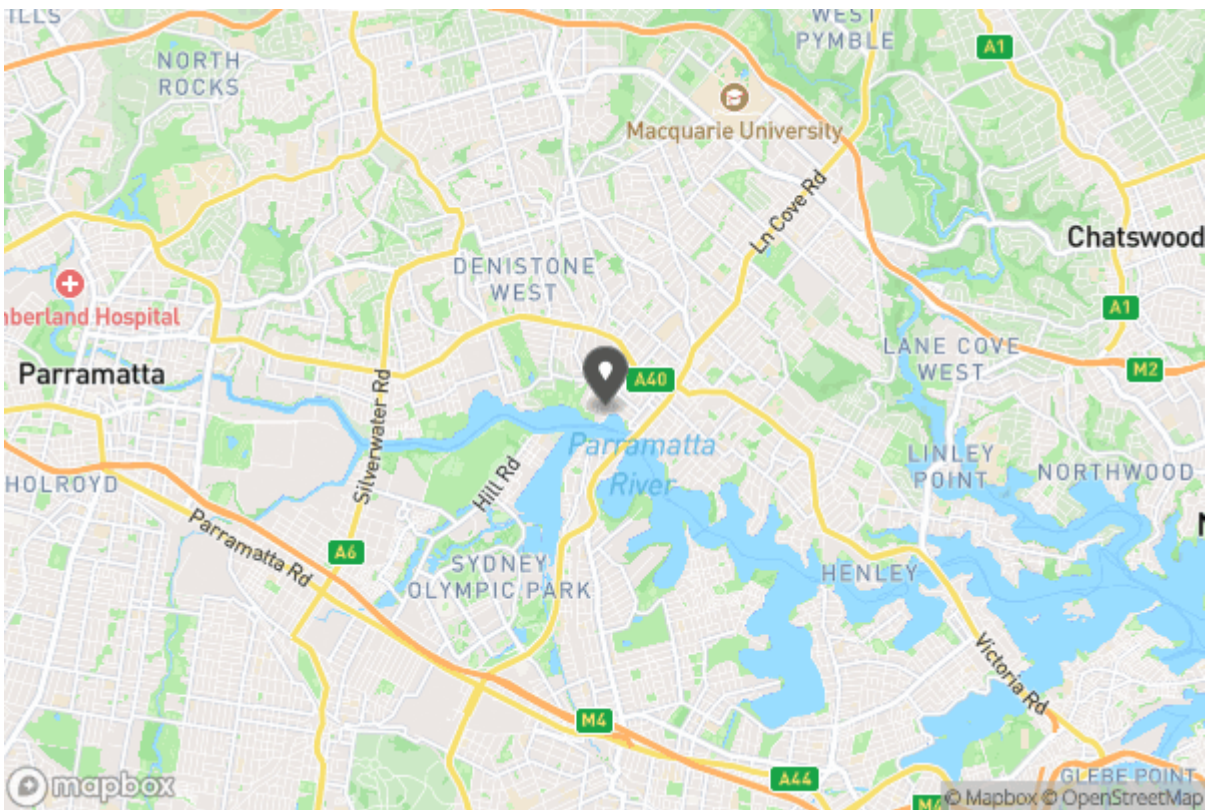 ILLS
WEST
PYMBLE
NORTH
ROCKS
A1
Macquarie University
Ln Cove Rd
Chatswood
DENISTONE
WEST
mberland Hospital
A1
LANE COVE
WEST
Parramatta
A40
M2
Silverwater Rd
Parramatta
River
LINLEY
POINT
NORTHWOOD
HOLROYD
Hill Rd
Parramatta Rd
A6
SYDNEY
OLYMPIC PARK
HENLEY
Victoria Rd
M4
A44
GLEBE POINT
mapbox
M4
© Mapbox © OpenStreetMap